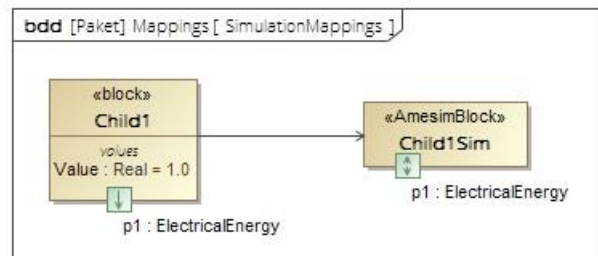 bdd [Paket] Mappings [ SimulationMappings ]
«block»
Child1
values
Value : Real = 1.0
p1 : ElectricalEnergy
«AmesimBlock»
Child1Sim
p1 : ElectricalEnergy